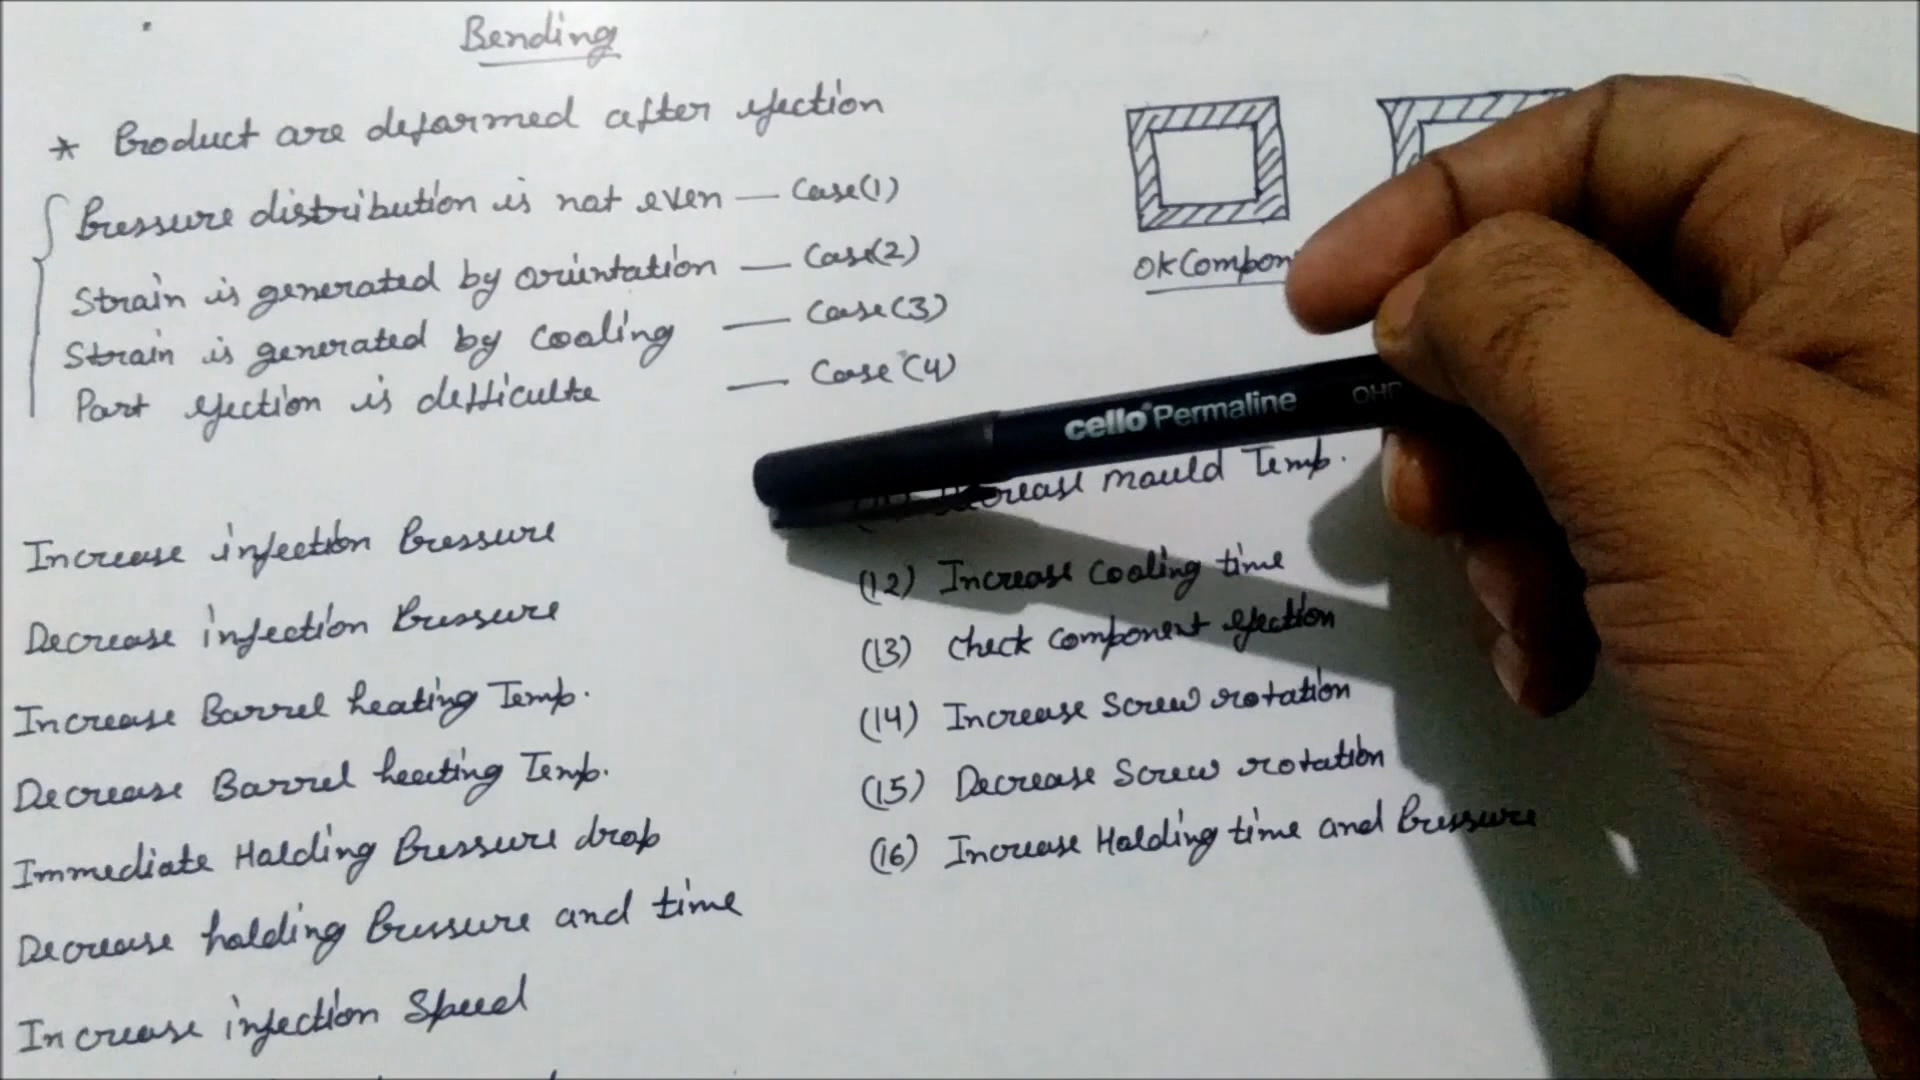 Bending
* Product are deformed after ejection
Pressure distribution is not even — Case(1)
Strain is generated by orientation — Case(2)
Strain is generated by cooling — Case(3)
Part ejection is defficulte — Case(4)
OK Compon
Increase injection Pressure
Decrease injection Pressure
Increase Barrel heating Temp.
Decrease Barrel heating Temp.
Immediate Holding Pressure drop
Decrease holding Pressure and time
Increase injection Speed
mould Temp.
(12) Increase Cooling time
(13) Check Component ejection
(14) Increase Screw rotation
(15) Decrease Screw rotation
(16) Increase Holding time and Pressure
cello Permaline